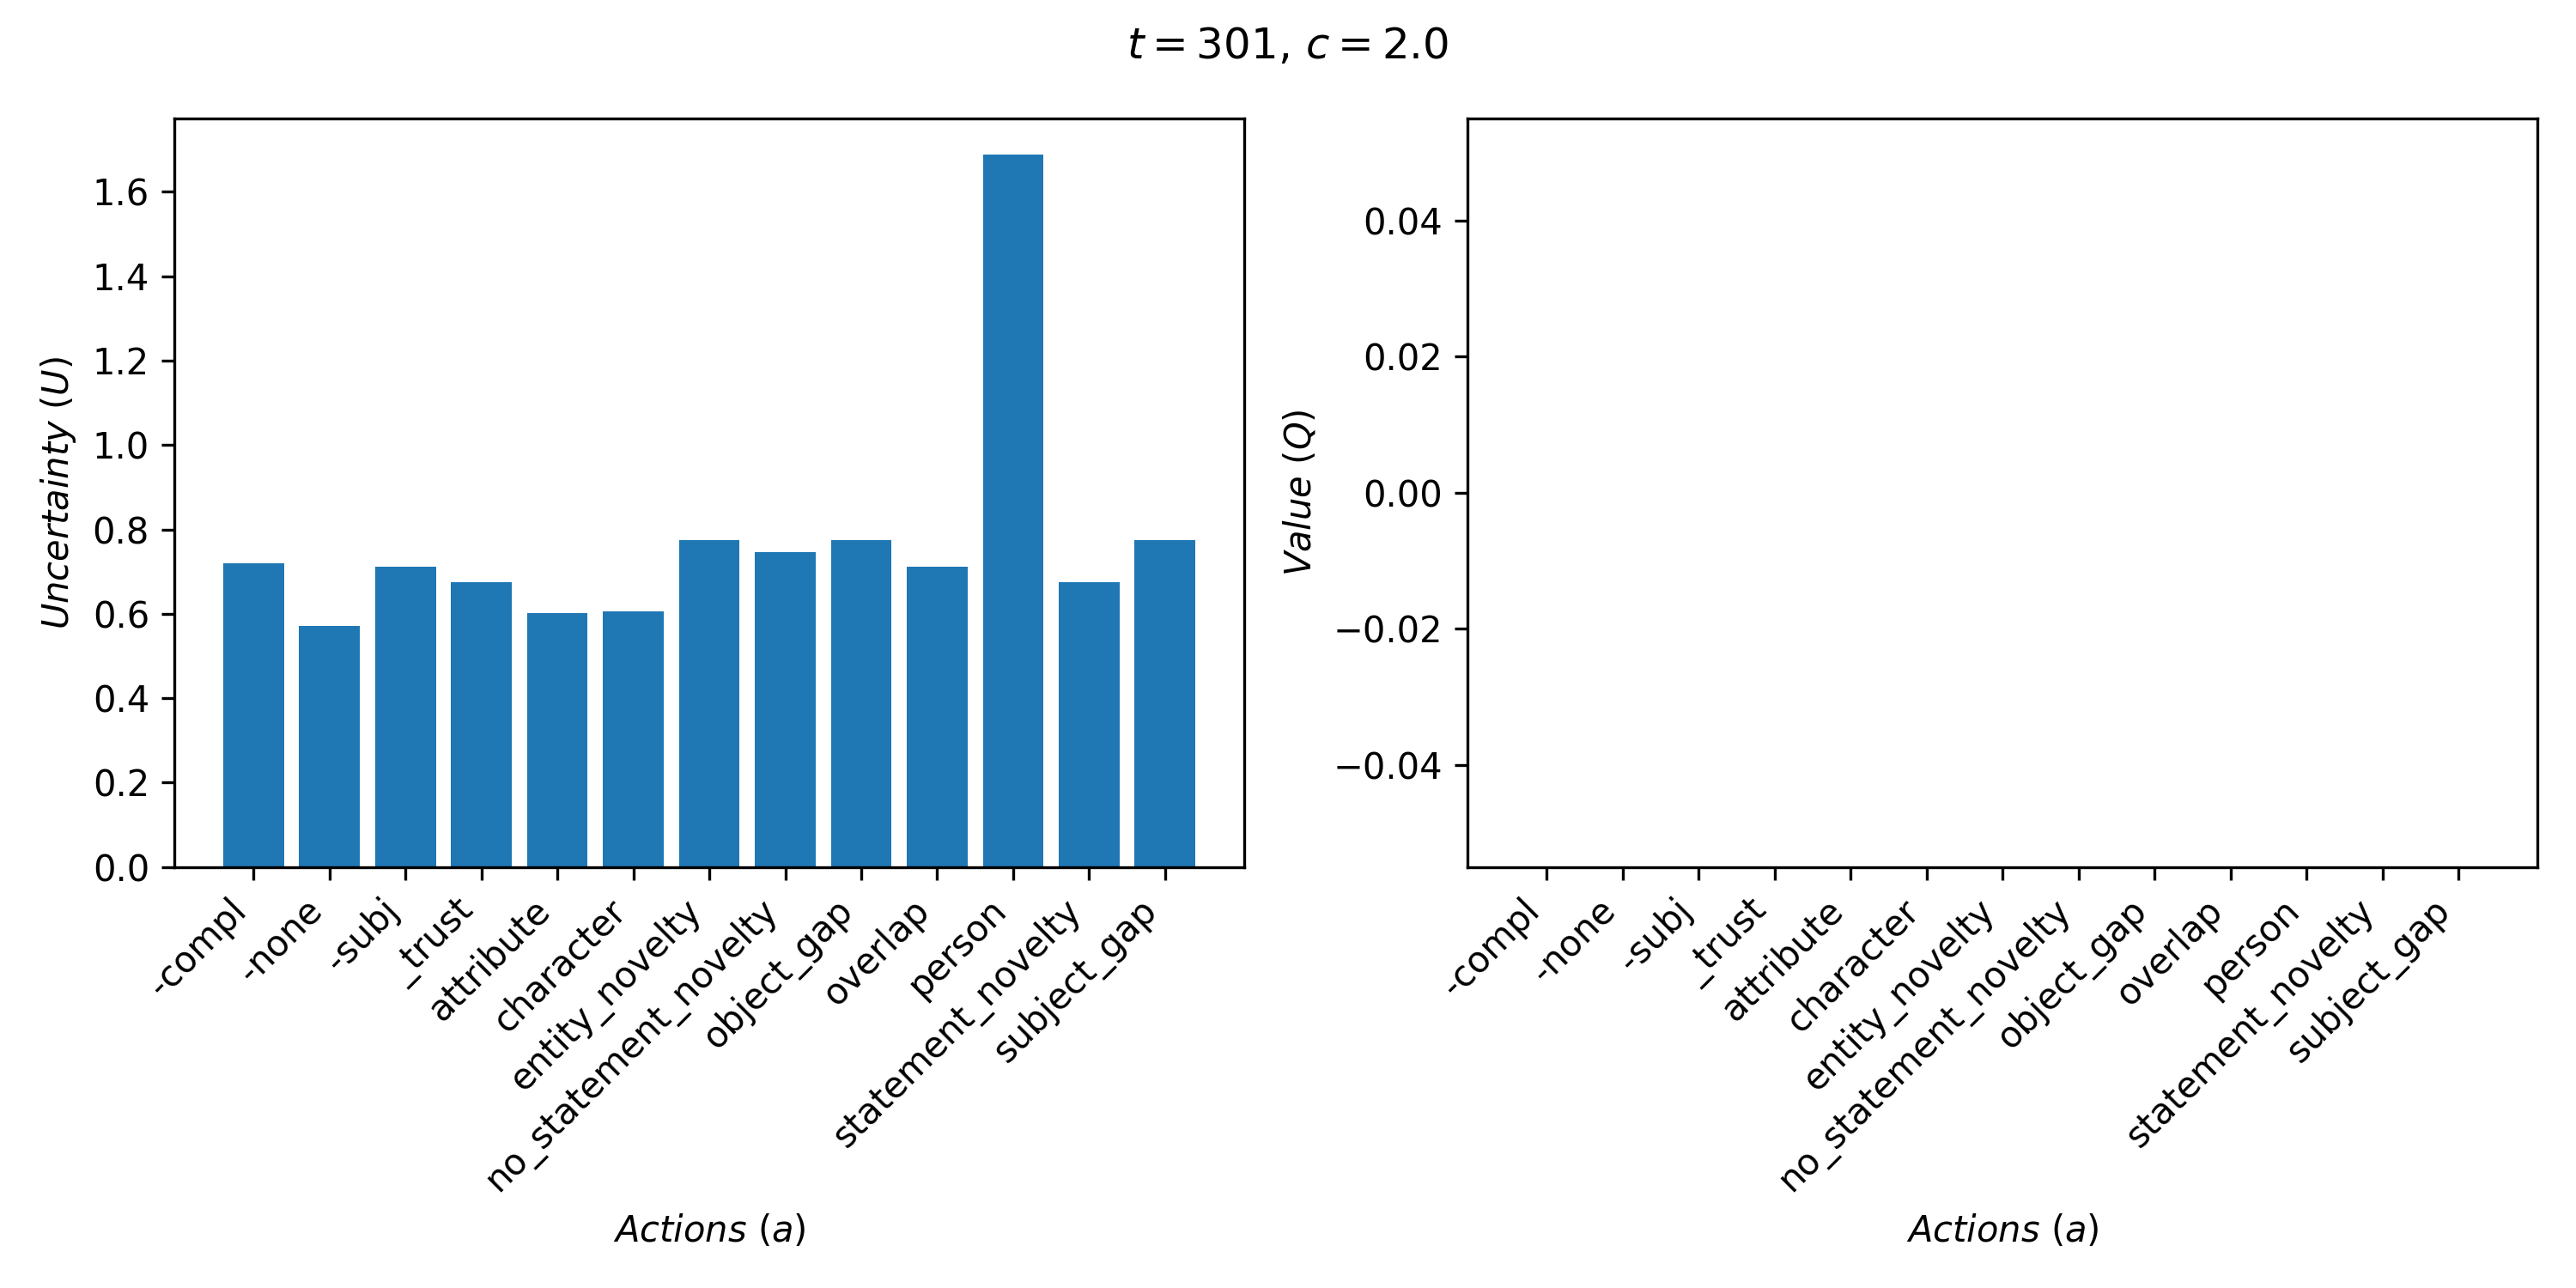 t = 301, c = 2.0
Uncertainty (U)
1.6
1.4
1.2
1.0
0.8
0.6
0.4
0.2
0.0
-compl
-none
-subj
_trust
attribute
character
entity_novelty
no_statement_novelty
object_gap
overlap
person
statement_novelty
subject_gap
Actions (a)
Value (Q)
0.04
0.02
0.00
−0.02
−0.04
-compl
-none
-subj
_trust
attribute
character
entity_novelty
no_statement_novelty
object_gap
overlap
person
statement_novelty
subject_gap
Actions (a)